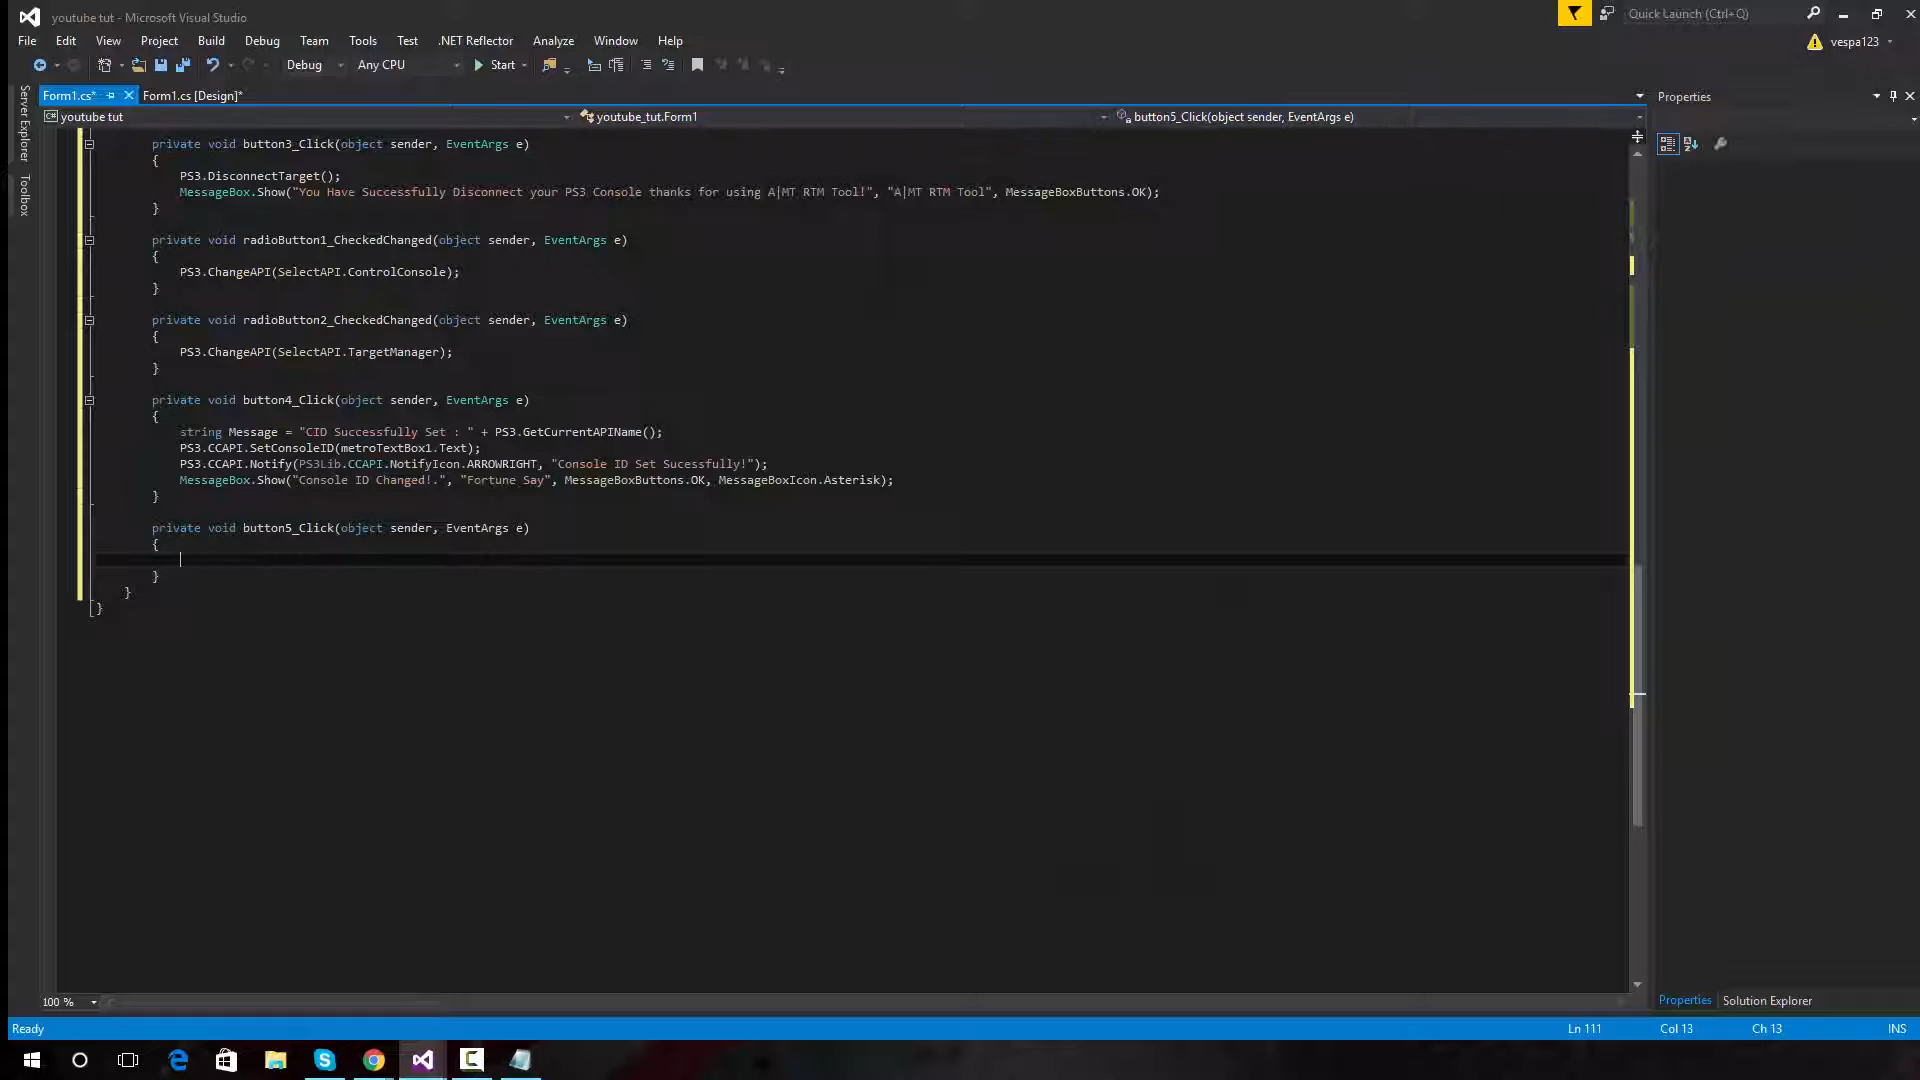 youtube tut - Microsoft Visual Studio
Quick Launch (Ctrl+Q)
File Edit View Project Build Debug Team Tools Test .NET Reflector Analyze Window Help
vespa123
Debug Any CPU Start
Server Explorer
Toolbox
Form1.cs* Form1.cs [Design]*
Properties
C# youtube tut youtube_tut.Form1 button5_Click(object sender, EventArgs e)
private void button3_Click(object sender, EventArgs e)
{
PS3.DisconnectTarget();
MessageBox.Show("You Have Successfully Disconnect your PS3 Console thanks for using A|MT RTM Tool!", "A|MT RTM Tool", MessageBoxButtons.OK);
}
private void radioButton1_CheckedChanged(object sender, EventArgs e)
{
PS3.ChangeAPI(SelectAPI.ControlConsole);
}
private void radioButton2_CheckedChanged(object sender, EventArgs e)
{
PS3.ChangeAPI(SelectAPI.TargetManager);
}
private void button4_Click(object sender, EventArgs e)
{
string Message = "CID Successfully Set : " + PS3.GetCurrentAPIName();
PS3.CCAPI.SetConsoleID(metroTextBox1.Text);
PS3.CCAPI.Notify(PS3Lib.CCAPI.NotifyIcon.ARROWRIGHT, "Console ID Set Sucessfully!");
MessageBox.Show("Console ID Changed!.", "Fortune Say", MessageBoxButtons.OK, MessageBoxIcon.Asterisk);
}
private void button5_Click(object sender, EventArgs e)
{
}
}
}
100 %
Properties Solution Explorer
Ready Ln 111 Col 13 Ch 13 INS